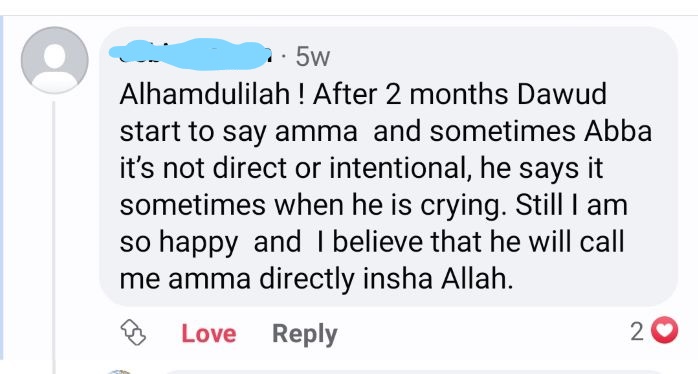 · 5w
Alhamdulilah ! After 2 months Dawud
start to say amma and sometimes Abba
it's not direct or intentional, he says it
sometimes when he is crying. Still I am
so happy and I believe that he will call
me amma directly insha Allah.
Love Reply 2